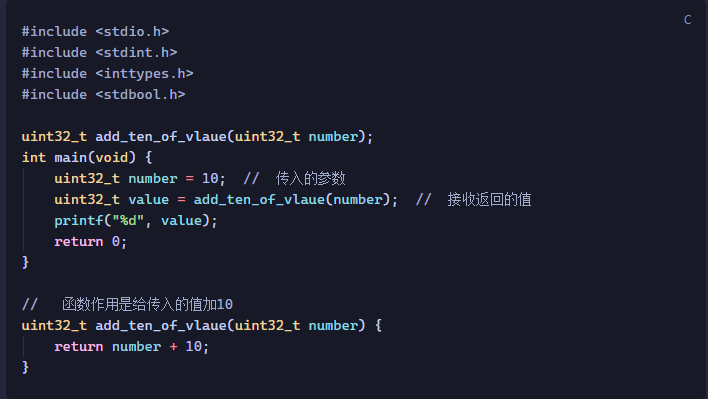 C
#include <stdio.h>
#include <stdint.h>
#include <inttypes.h>
#include <stdbool.h>
uint32_t add_ten_of_vlaue(uint32_t number);
int main(void) {
    uint32_t number = 10;  //  传入的参数
    uint32_t value = add_ten_of_vlaue(number);  //  接收返回的值
    printf("%d", value);
    return 0;
}
//   函数作用是给传入的值加10
uint32_t add_ten_of_vlaue(uint32_t number) {
    return number + 10;
}